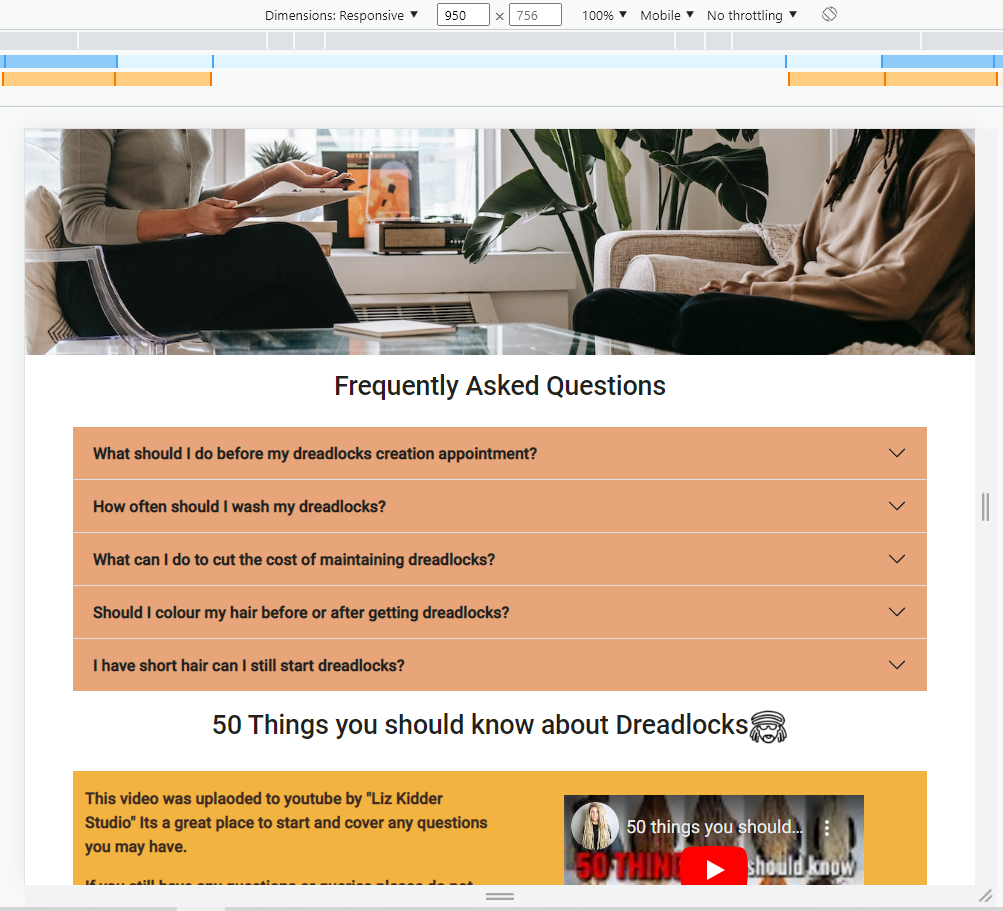 Dimensions: Responsive ▼ 950 × 756 100% ▼ Mobile ▼ No throttling ▼
GETZ/GILBERTO
Frequently Asked Questions
What should I do before my dreadlocks creation appointment?
How often should I wash my dreadlocks?
What can I do to cut the cost of maintaining dreadlocks?
Should I colour my hair before or after getting dreadlocks?
I have short hair can I still start dreadlocks?
50 Things you should know about Dreadlocks
This video was uplaoded to youtube by "Liz Kidder
Studio" Its a great place to start and cover any questions
you may have.
If you still have any questions or queries please do not
50 things you should...
50 THING should know